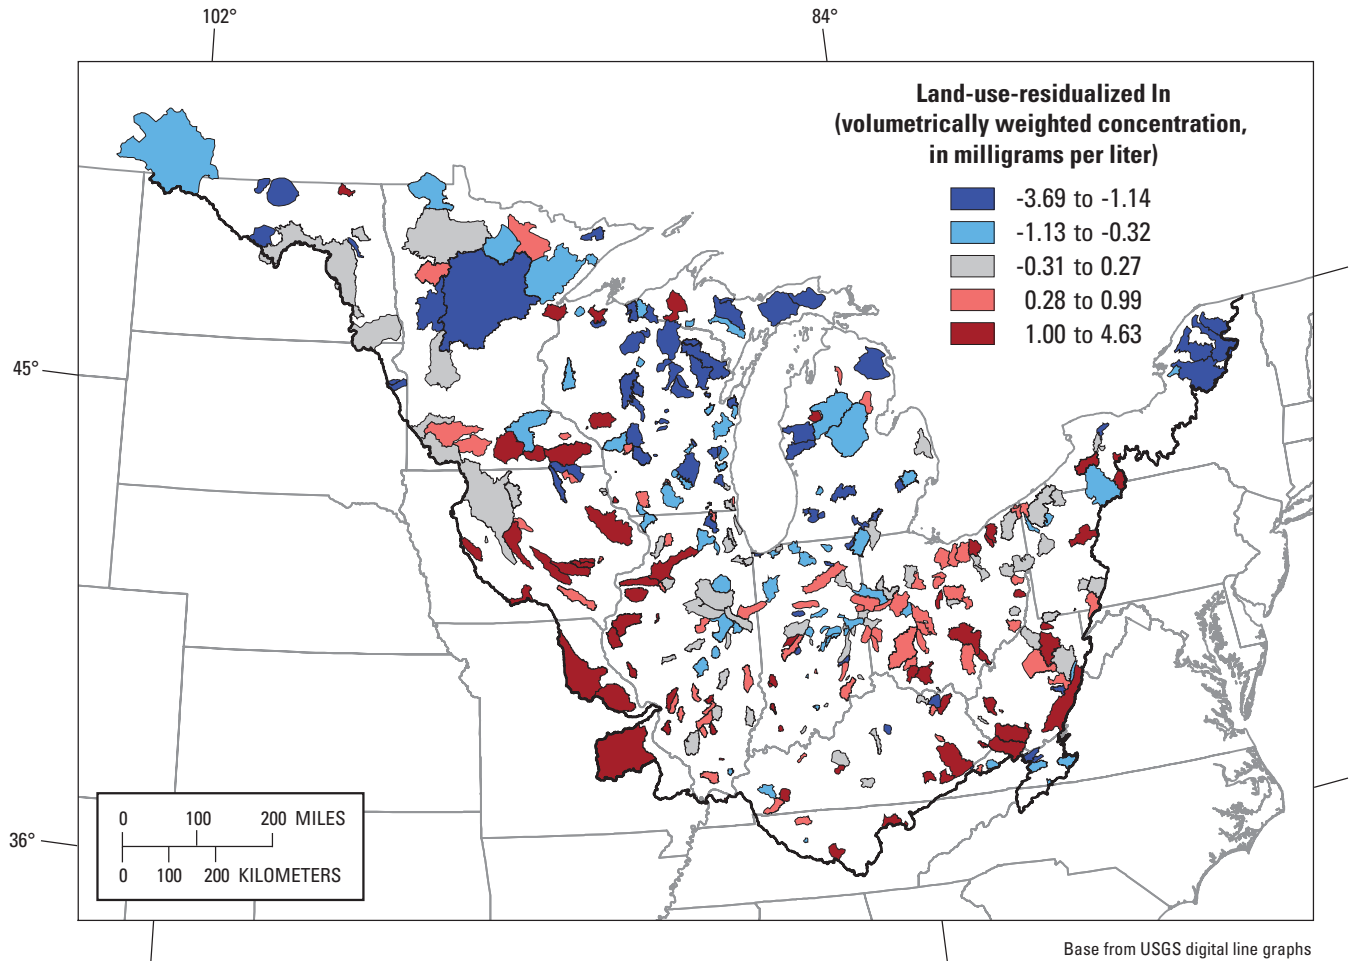 102°
84°
Land-use-residualized ln
(volumetrically weighted concentration,
in milligrams per liter)
-3.69 to -1.14
-1.13 to -0.32
-0.31 to 0.27
0.28 to 0.99
1.00 to 4.63
45°
36°
0 100 200 MILES
0 100 200 KILOMETERS
Base from USGS digital line graphs